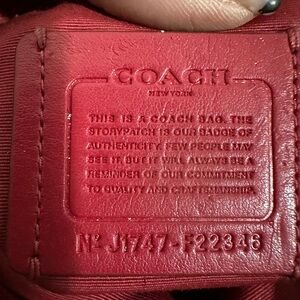 COACH
NEW YORK
THIS IS A COACH BAG. THE
STORYPATCH IS OUR BADGE OF
AUTHENTICITY. FEW PEOPLE MAY
SEE IT, BUT IT WILL ALWAYS BE A
REMINDER OF OUR COMMITMENT
TO QUALITY AND CRAFTSMANSHIP.
Nº J1747-F22346